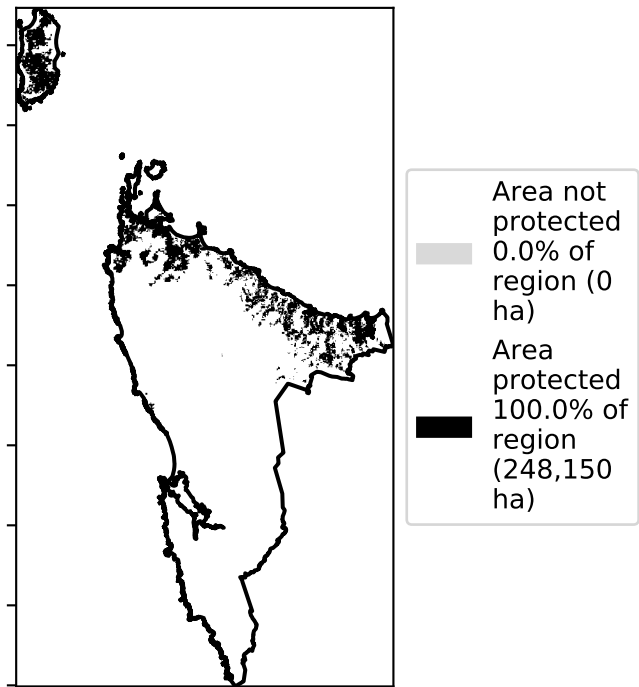 Area not
protected
0.0% of
region (0
ha)
Area
protected
100.0% of
region
(248,150
ha)